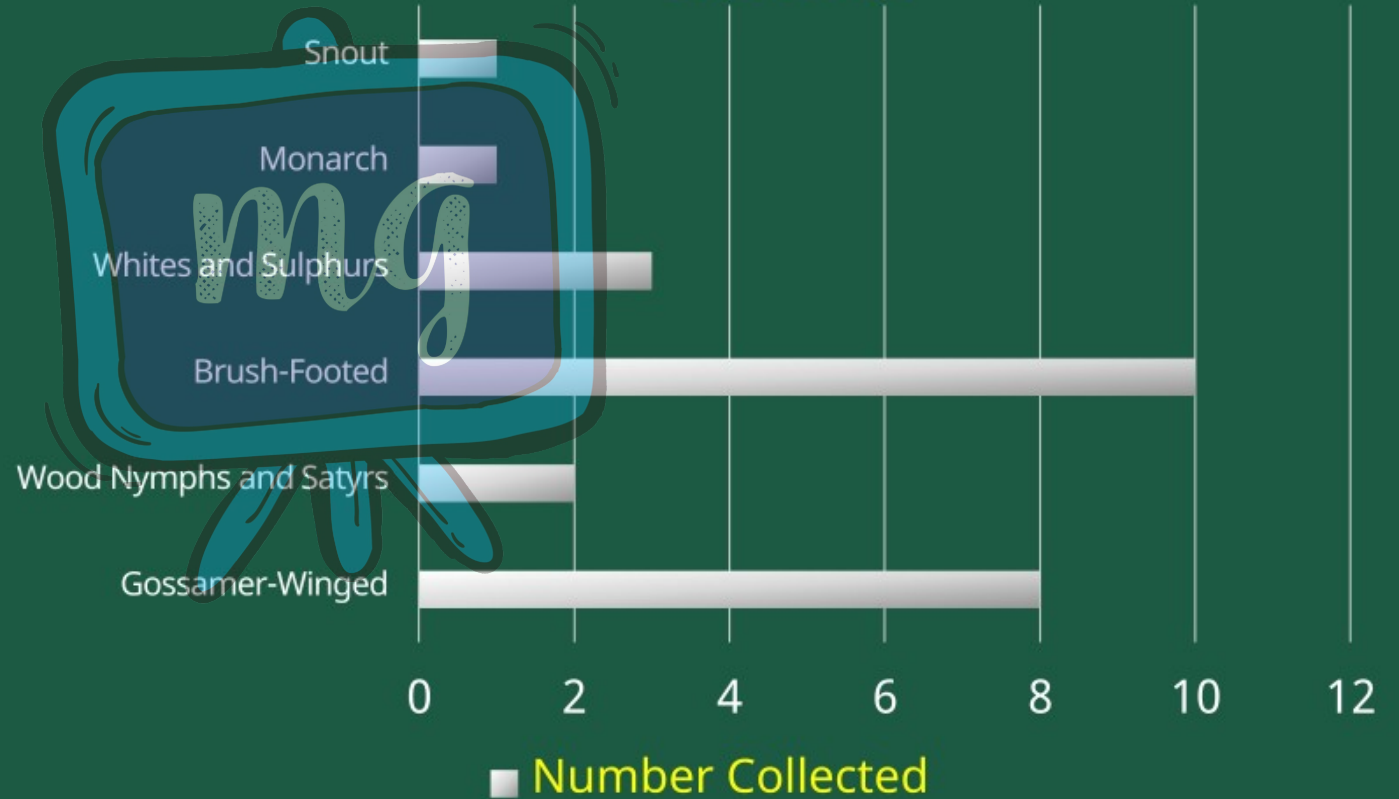 Snout
Monarch
mg
Whites and Sulphurs
Brush-Footed
Wood Nymphs and Satyrs
Gossamer-Winged
0 2 4 6 8 10 12
Number Collected